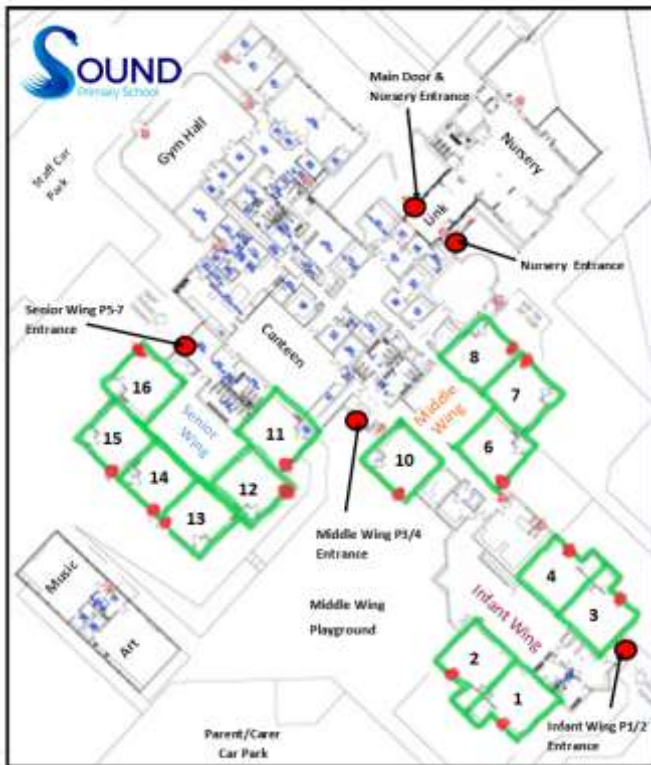 SOUND
Primary School
Main Door &
Nursery Entrance
Gym Hall
Nursery
Staff Car
Park
Link
Nursery Entrance
Senior Wing P5-7
Entrance
Canteen
8
16
7
Middle
Wing
Senior
Wing
11
6
15
10
14
12
13
Middle Wing P3/4
Entrance
4
Music
Middle Wing
Playground
Infant Wing
3
Art
2
1
Infant Wing P1/2
Entrance
Parent/Carer
Car Park